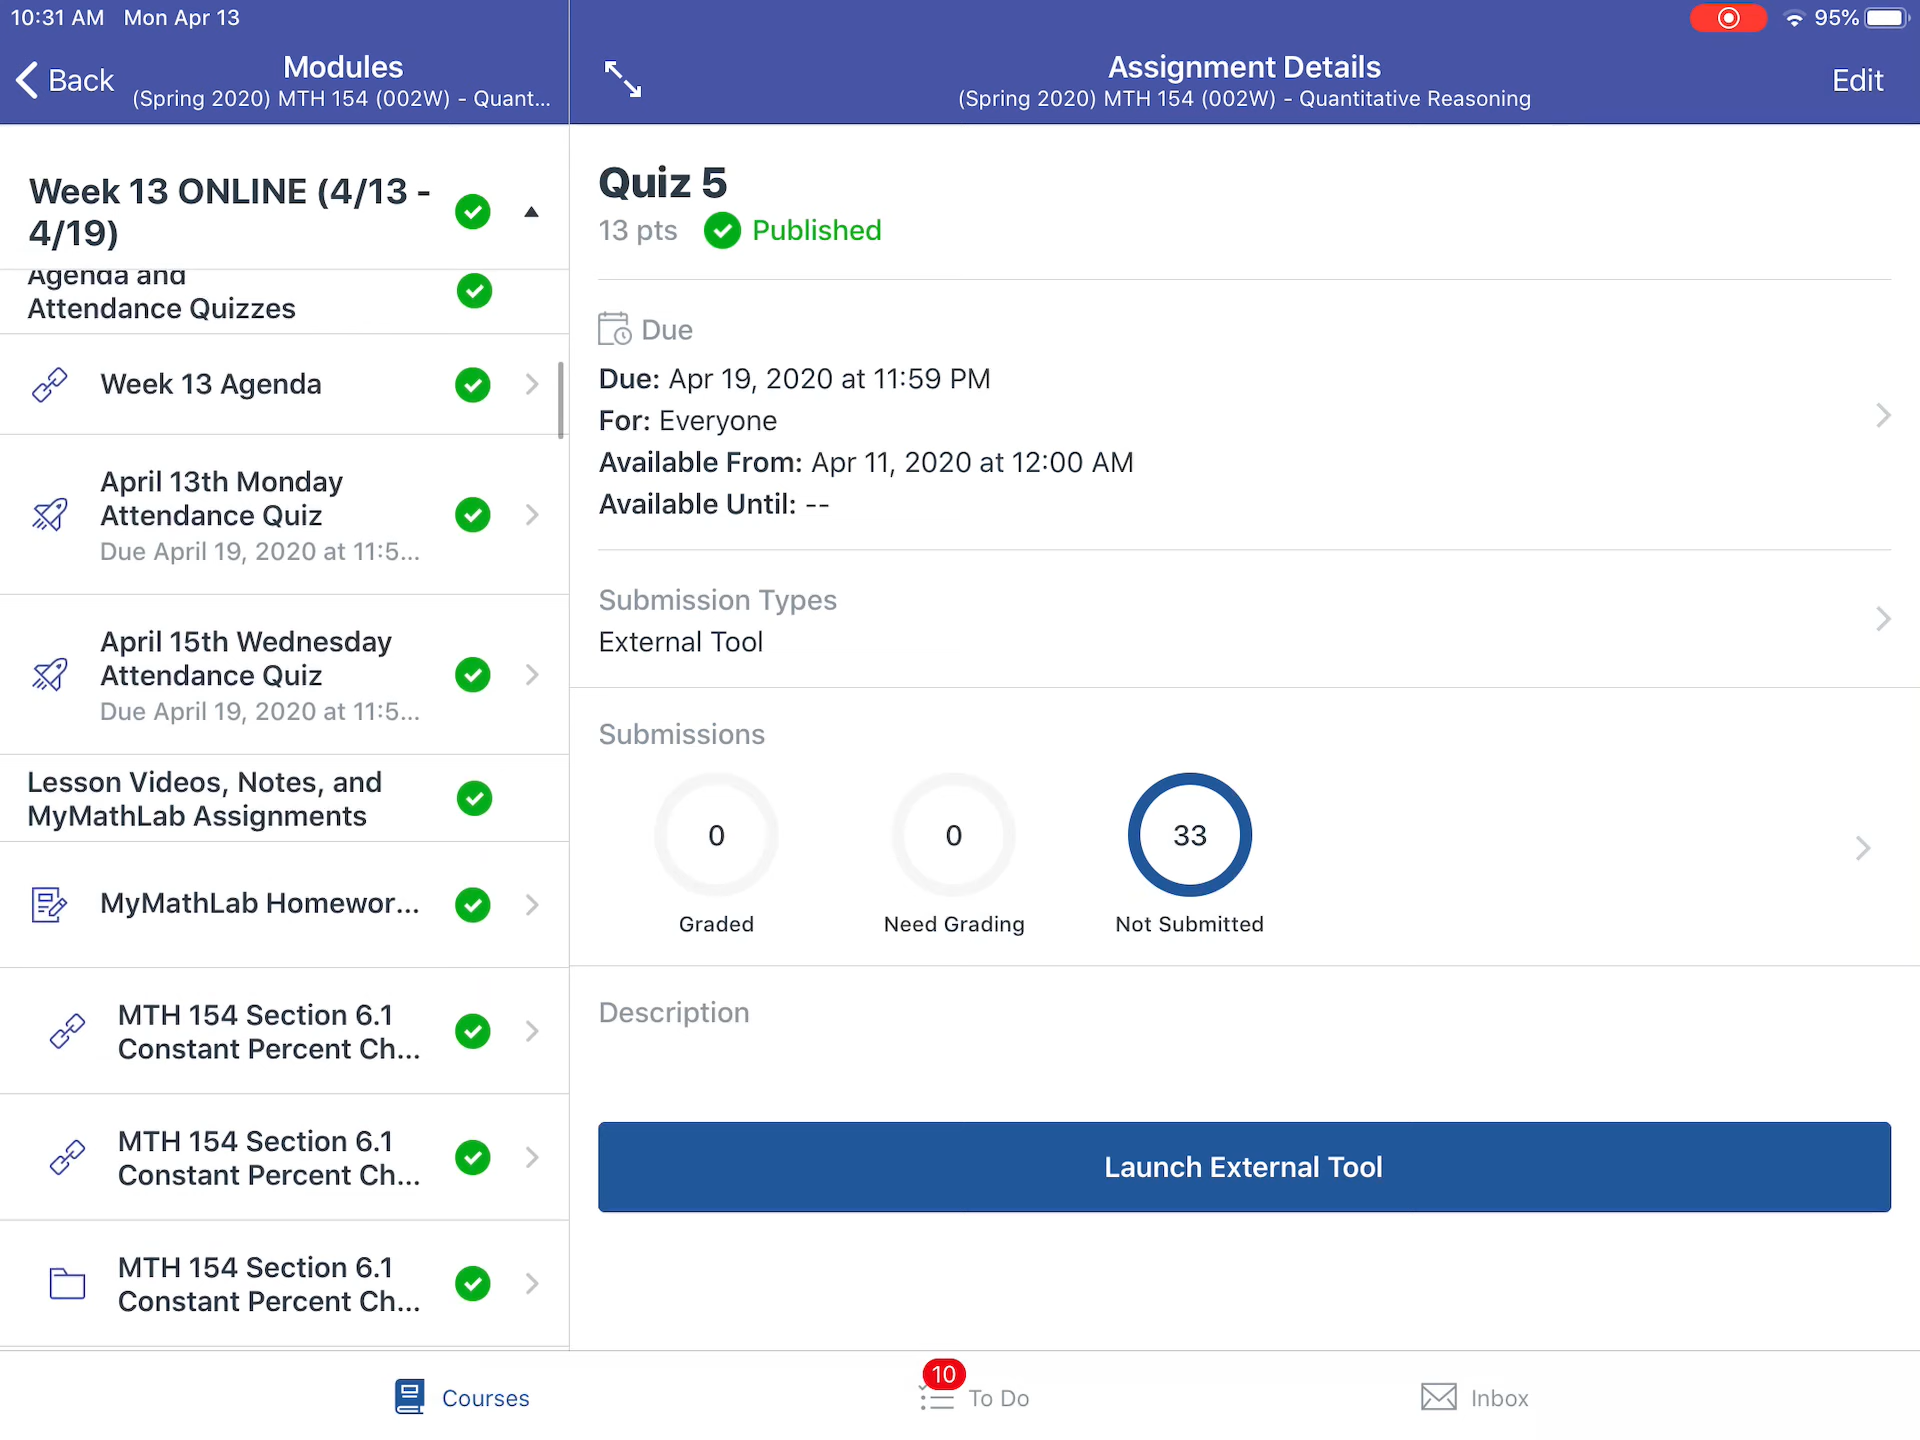 10:31 AM Mon Apr 13
95%
Back
Modules
(Spring 2020) MTH 154 (002W) - Quant...
Assignment Details
(Spring 2020) MTH 154 (002W) - Quantitative Reasoning
Edit
Week 13 ONLINE (4/13 -
4/19)
Agenda and
Attendance Quizzes
Week 13 Agenda
April 13th Monday
Attendance Quiz
Due April 19, 2020 at 11:5...
April 15th Wednesday
Attendance Quiz
Due April 19, 2020 at 11:5...
Lesson Videos, Notes, and
MyMathLab Assignments
MyMathLab Homewor...
MTH 154 Section 6.1
Constant Percent Ch...
MTH 154 Section 6.1
Constant Percent Ch...
MTH 154 Section 6.1
Constant Percent Ch...
Quiz 5
13 pts Published
Due
Due: Apr 19, 2020 at 11:59 PM
For: Everyone
Available From: Apr 11, 2020 at 12:00 AM
Available Until: --
Submission Types
External Tool
Submissions
0 0 33
Graded Need Grading Not Submitted
Description
Launch External Tool
Courses
10
To Do
Inbox